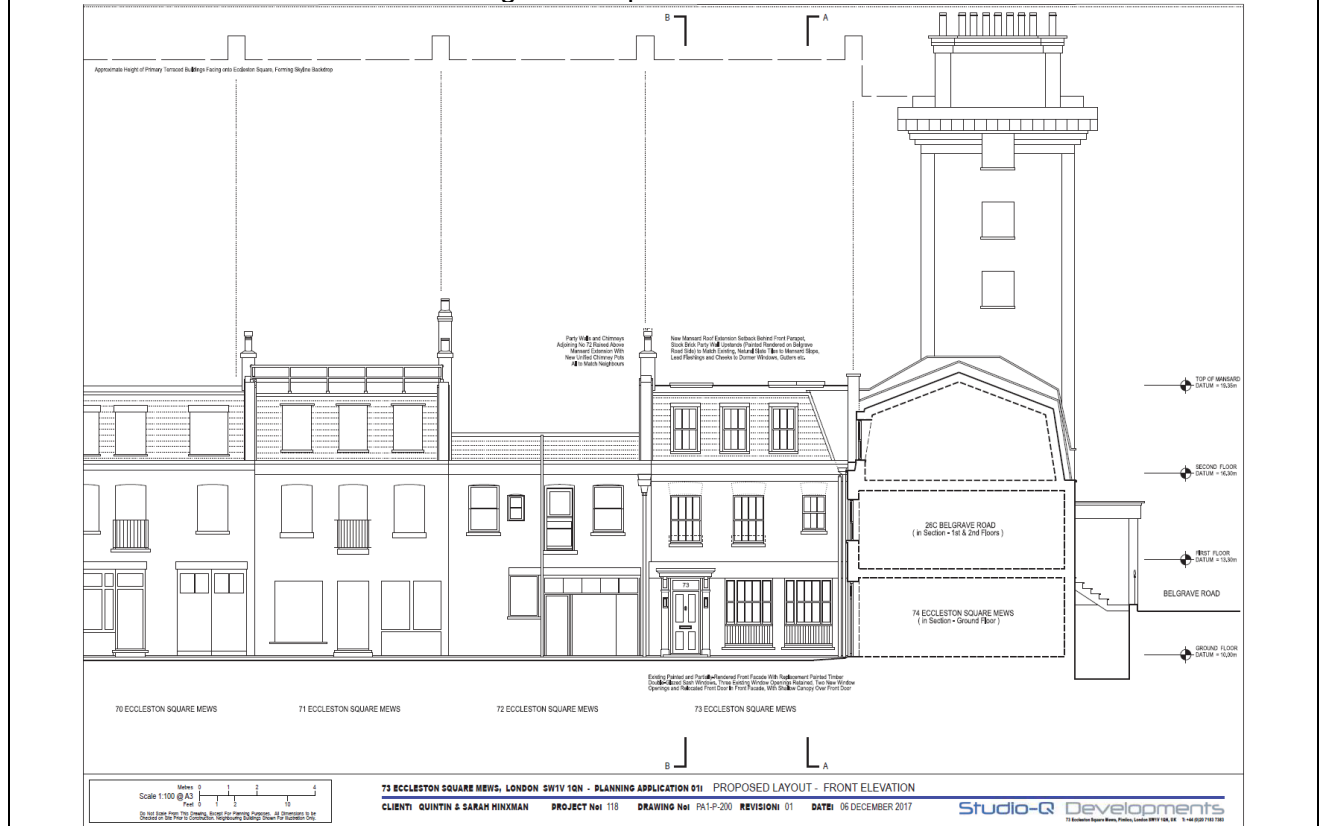 B
A
Approximate Height of Primary Terraced Buildings Facing onto Eccleston Square, Forming Skyline Backdrop
Party Walls and Chimneys
Adjoining No.72 Raised Above
Mansard Extension With
New Unified Chimney Pots
All to Match Neighbours
New Mansard Roof Extension Setback Behind Front Parapet,
Stock Brick Party Wall Upstands (Painted Rendered on Belgrave
Road Side) to Match Existing, Natural Slate Tiles to Mansard Slope,
Lead Flashings and Cheeks to Dormer Windows, Gutters etc.
TOP OF MANSARD
DATUM = 19,35m
SECOND FLOOR
DATUM = 16,30m
26C BELGRAVE ROAD
( in Section - 1st & 2nd Floors )
FIRST FLOOR
DATUM = 13,30m
BELGRAVE ROAD
73
74 ECCLESTON SQUARE MEWS
( in Section - Ground Floor )
GROUND FLOOR
DATUM = 10,00m
Existing Painted and Partially-Rendered Front Facade With Replacement Painted Timber
Double-Glazed Sash Windows, Three Existing Window Openings Retained, Two New Window
Openings and Relocated Front Door In Front Facade, With Shallow Canopy Over Front Door
70 ECCLESTON SQUARE MEWS
71 ECCLESTON SQUARE MEWS
72 ECCLESTON SQUARE MEWS
73 ECCLESTON SQUARE MEWS
B
A
Metres 0 1 2 4
Scale 1:100 @ A3
Feet 0 1 2 10
Do Not Scale From This Drawing, Except For Planning Purposes. All Dimensions to be
Checked on Site Prior to Construction. Neighbouring Buildings Shown For Illustration Only.
73 ECCLESTON SQUARE MEWS, LONDON SW1V 1QN - PLANNING APPLICATION 01: PROPOSED LAYOUT - FRONT ELEVATION
CLIENT: QUINTIN & SARAH HINXMAN PROJECT No: 118 DRAWING No: PA1-P-200 REVISION: 01 DATE: 06 DECEMBER 2017
Studio-Q Developments
73 Eccleston Square Mews, Pimlico, London SW1V 1QN, UK